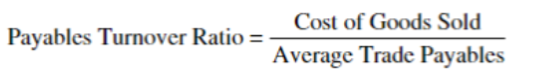 Payables Turnover Ratio = Cost of Goods Sold
Average Trade Payables